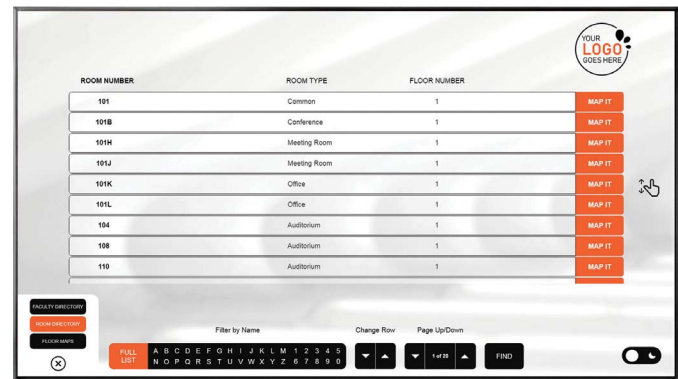 YOUR
LOGO
GOES HERE
ROOM NUMBER ROOM TYPE FLOOR NUMBER
101 Common 1 MAP IT
101B Conference 1 MAP IT
101H Meeting Room 1 MAP IT
101J Meeting Room 1 MAP IT
101K Office 1 MAP IT
101L Office 1 MAP IT
104 Auditorium 1 MAP IT
108 Auditorium 1 MAP IT
110 Auditorium 1 MAP IT
FACULTY DIRECTORY
ROOM DIRECTORY
FLOOR MAPS
Filter by Name Change Row Page Up/Down
FULL LIST
A B C D E F G H I J K L M 1 2 3 4 5
N O P Q R S T U V W X Y Z 6 7 8 9 0
1 of 20
FIND